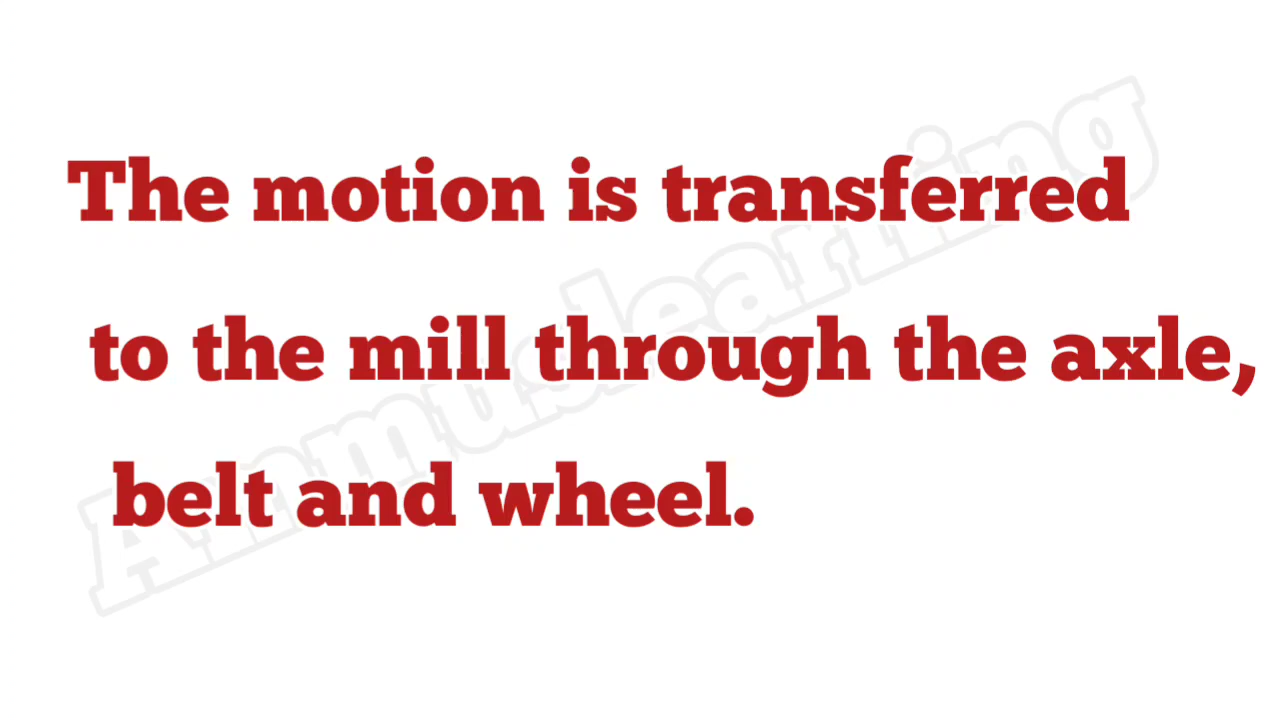 The motion is transferred
to the mill through the axle,
belt and wheel.